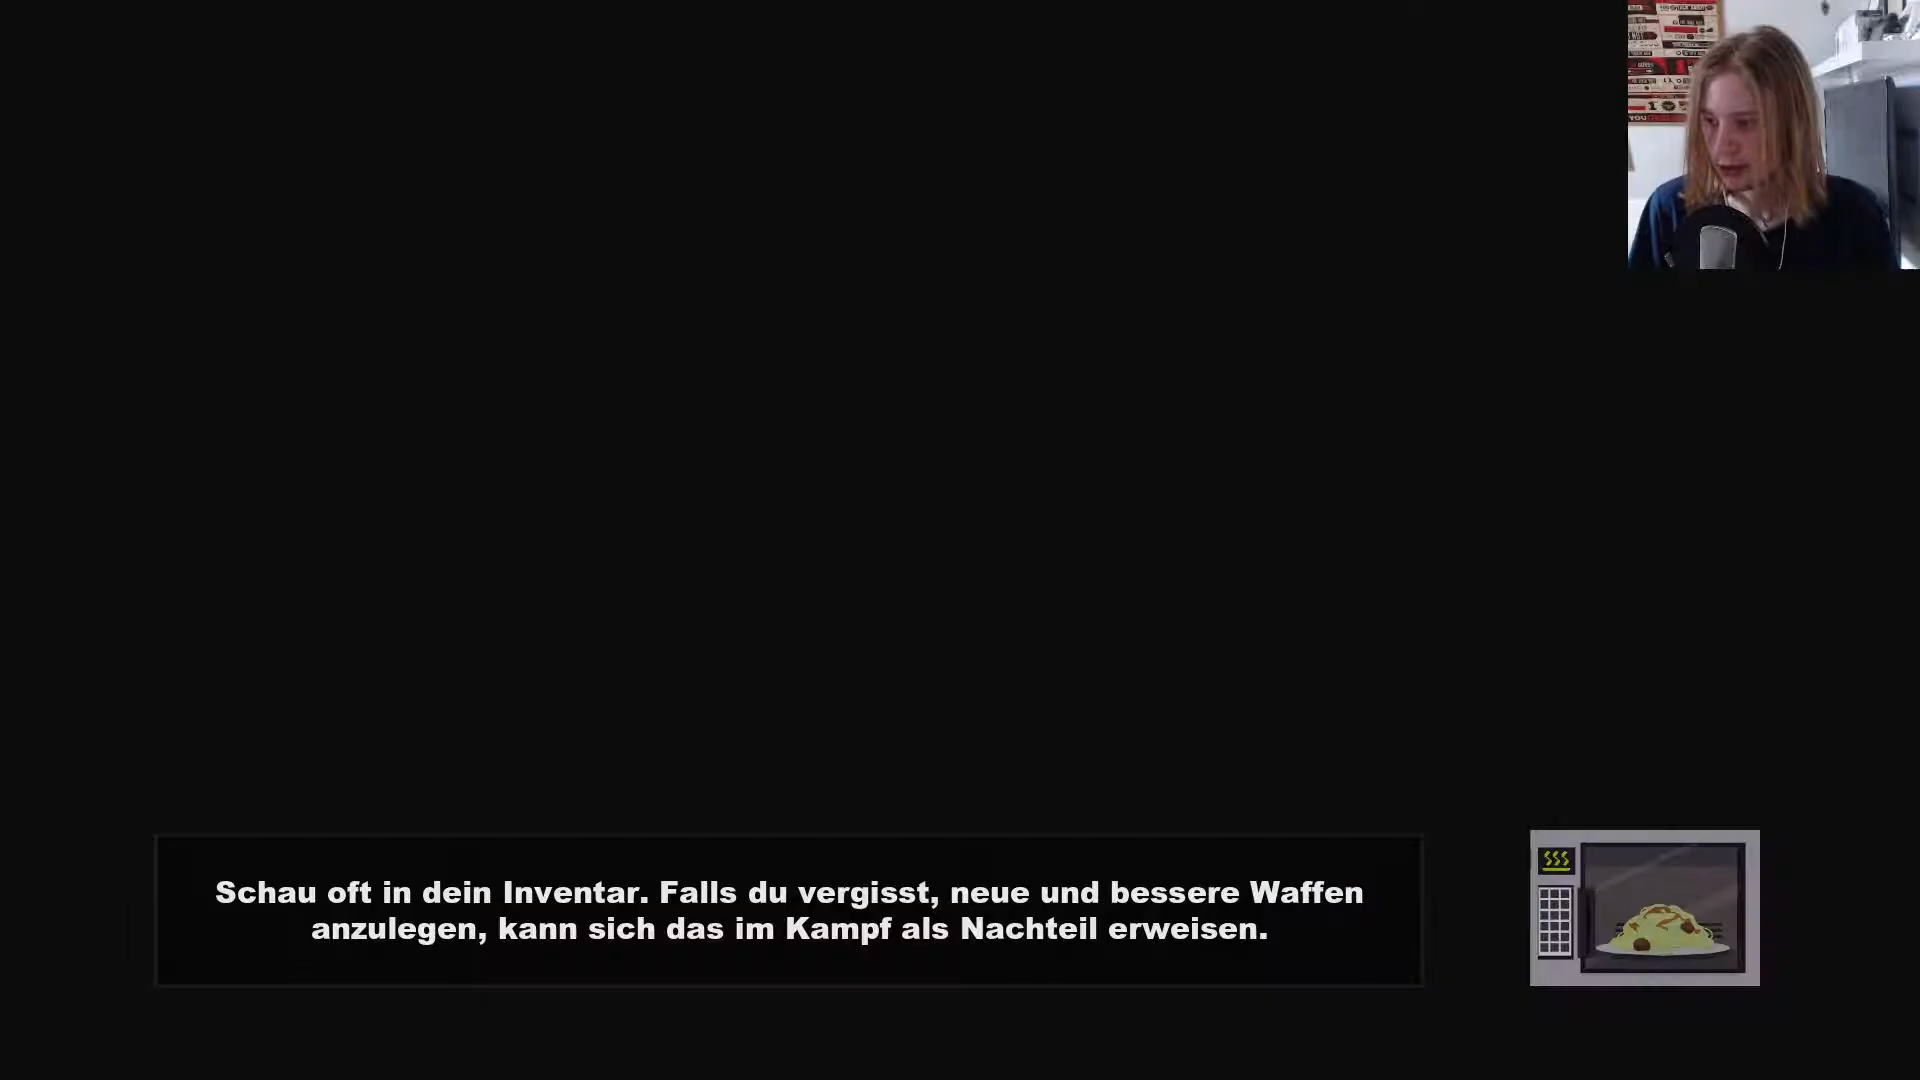 Schau oft in dein Inventar. Falls du vergisst, neue und bessere Waffen
anzulegen, kann sich das im Kampf als Nachteil erweisen.